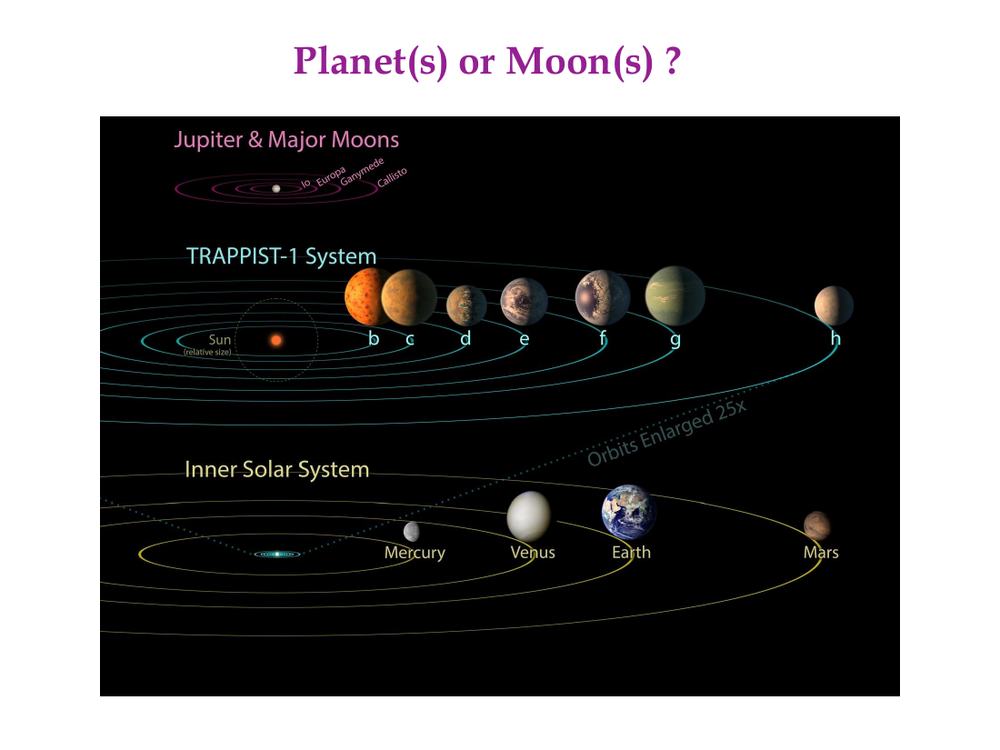 Planet(s) or Moon(s) ?
Jupiter & Major Moons
Io
Europa
Ganymede
Callisto
TRAPPIST-1 System
Sun
(relative size)
b
c
d
e
f
g
h
Orbits Enlarged 25x
Inner Solar System
Mercury
Venus
Earth
Mars